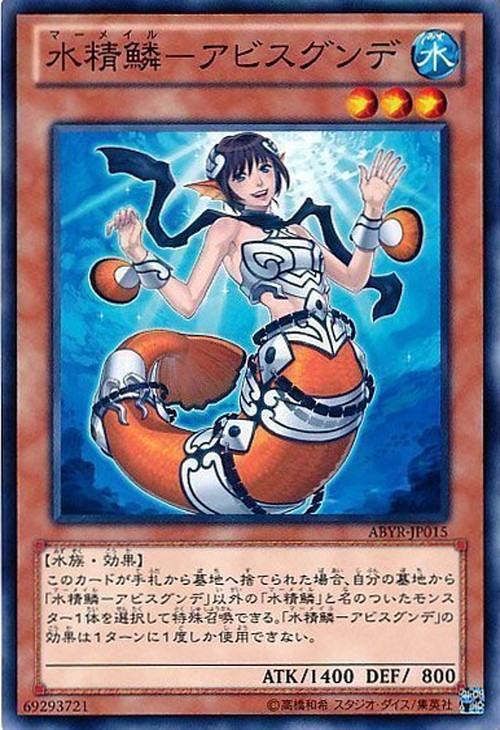 マーメイル
水精鱗－アビスグンデ
水
ABYR-JP015
【水族・効果】
このカードが手札から墓地へ捨てられた場合、自分の墓地から
「水精鱗－アビスグンデ」以外の「水精鱗」と名のついたモンス
ター1体を選択して特殊召喚できる。「水精鱗－アビスグンデ」の
効果は1ターンに1度しか使用できない。
ATK/1400 DEF/ 800
69293721
©高橋和希 スタジオ・ダイス/集英社